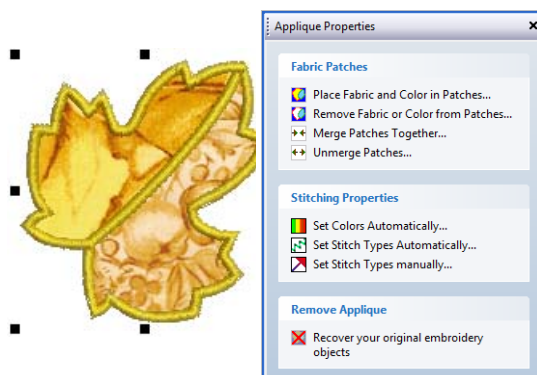 Applique Properties
Fabric Patches
Place Fabric and Color in Patches...
Remove Fabric or Color from Patches...
Merge Patches Together...
Unmerge Patches...
Stitching Properties
Set Colors Automatically...
Set Stitch Types Automatically...
Set Stitch Types manually...
Remove Applique
Recover your original embroidery
objects